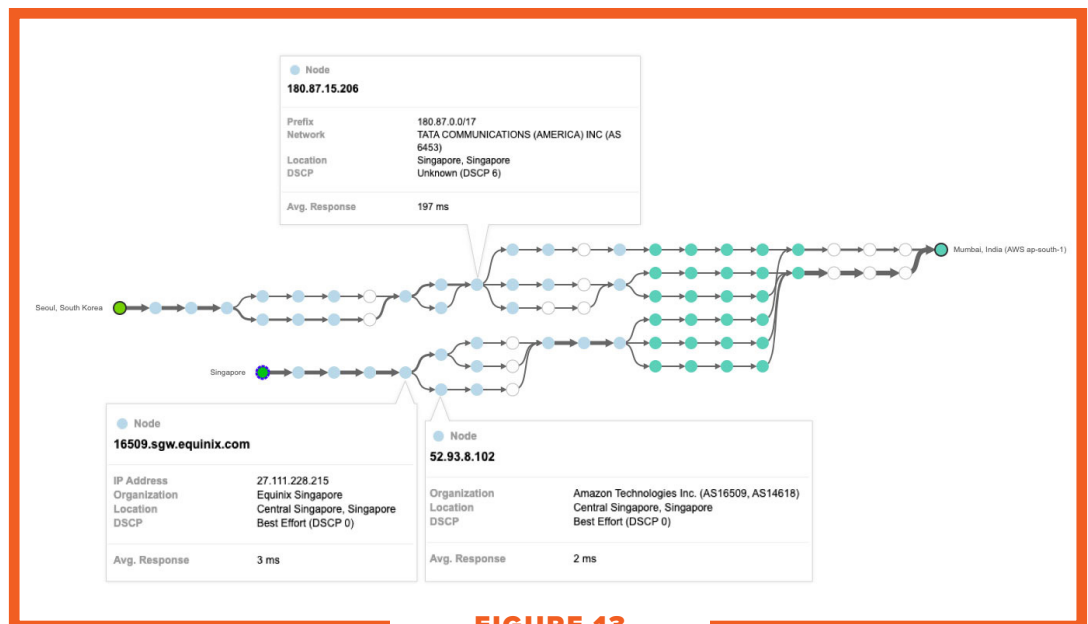 Node
180.87.15.206
Prefix 180.87.0.0/17
Network TATA COMMUNICATIONS (AMERICA) INC (AS
6453)
Location Singapore, Singapore
DSCP Unknown (DSCP 6)
Avg. Response 197 ms
Mumbai, India (AWS ap-south-1)
Seoul, South Korea
Singapore
Node
16509.sgw.equinix.com
IP Address 27.111.228.215
Organization Equinix Singapore
Location Central Singapore, Singapore
DSCP Best Effort (DSCP 0)
Avg. Response 3 ms
Node
52.93.8.102
Organization Amazon Technologies Inc. (AS16509, AS14618)
Location Central Singapore, Singapore
DSCP Best Effort (DSCP 0)
Avg. Response 2 ms
FIGURE 13